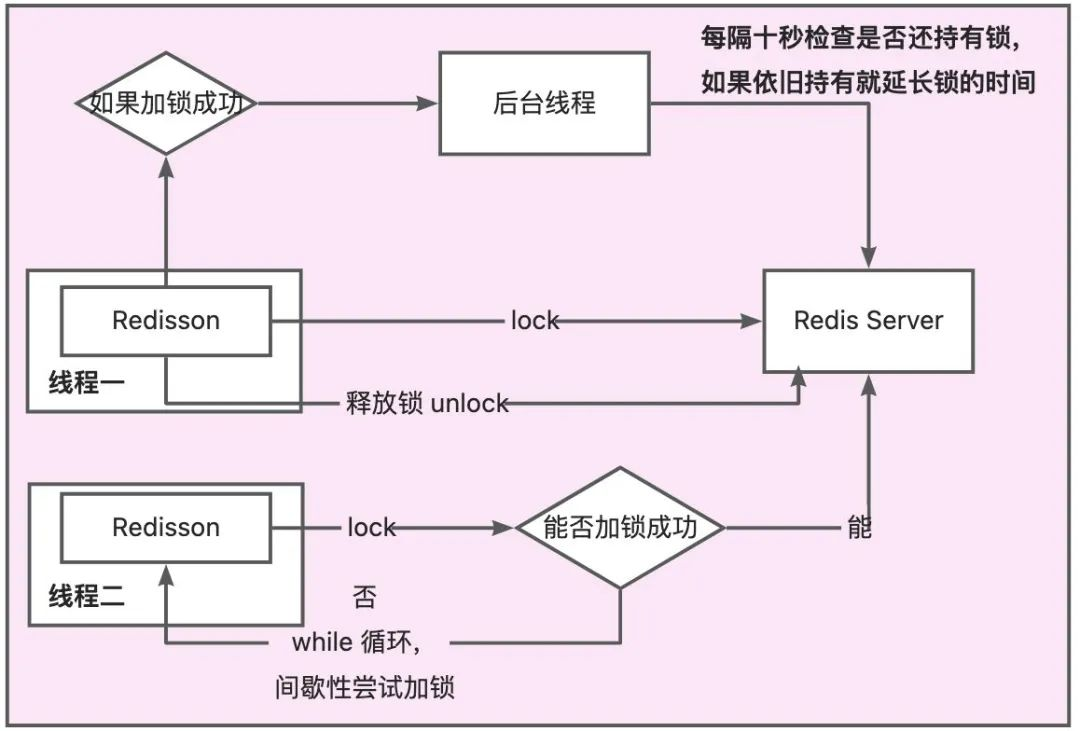 每隔十秒检查是否还持有锁，
如果依旧持有就延长锁的时间
如果加锁成功
后台线程
Redisson
lock
Redis Server
线程一
释放锁 unlock
Redisson
lock
能否加锁成功
能
线程二
否
while 循环，
间歇性尝试加锁